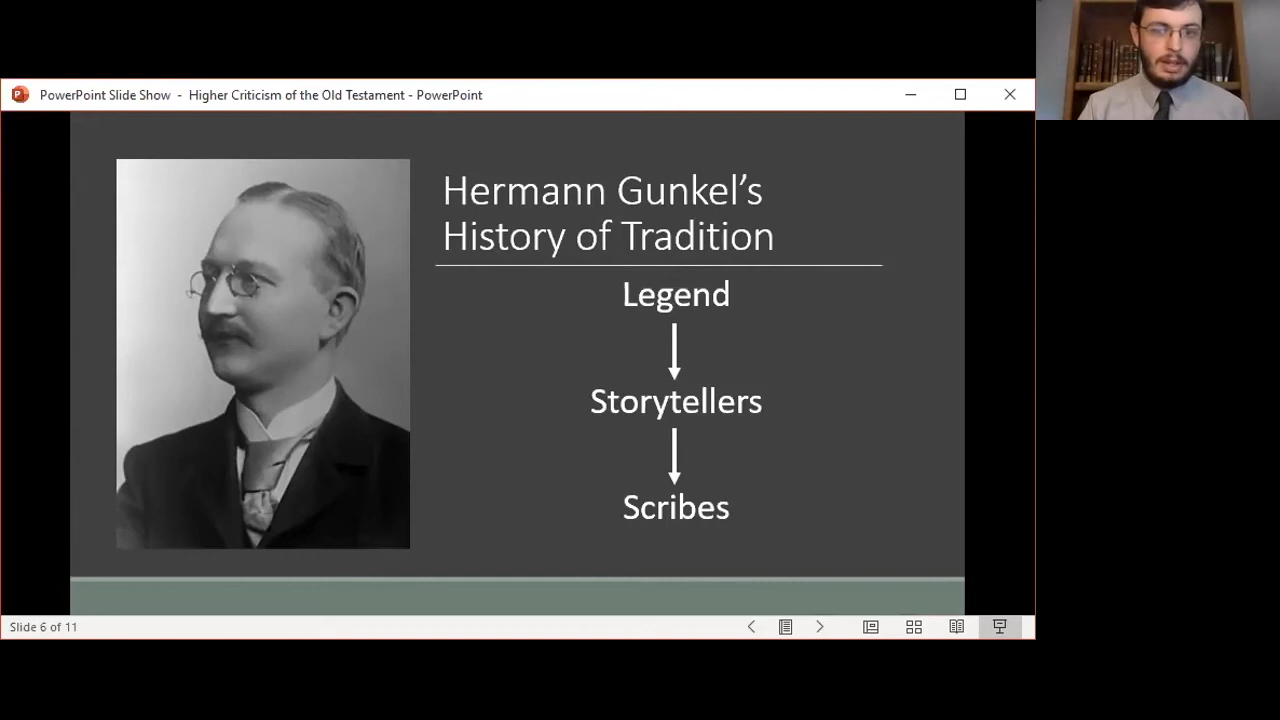 PowerPoint Slide Show - Higher Criticism of the Old Testament - PowerPoint
Hermann Gunkel’s
History of Tradition
Legend
Storytellers
Scribes
Slide 6 of 11